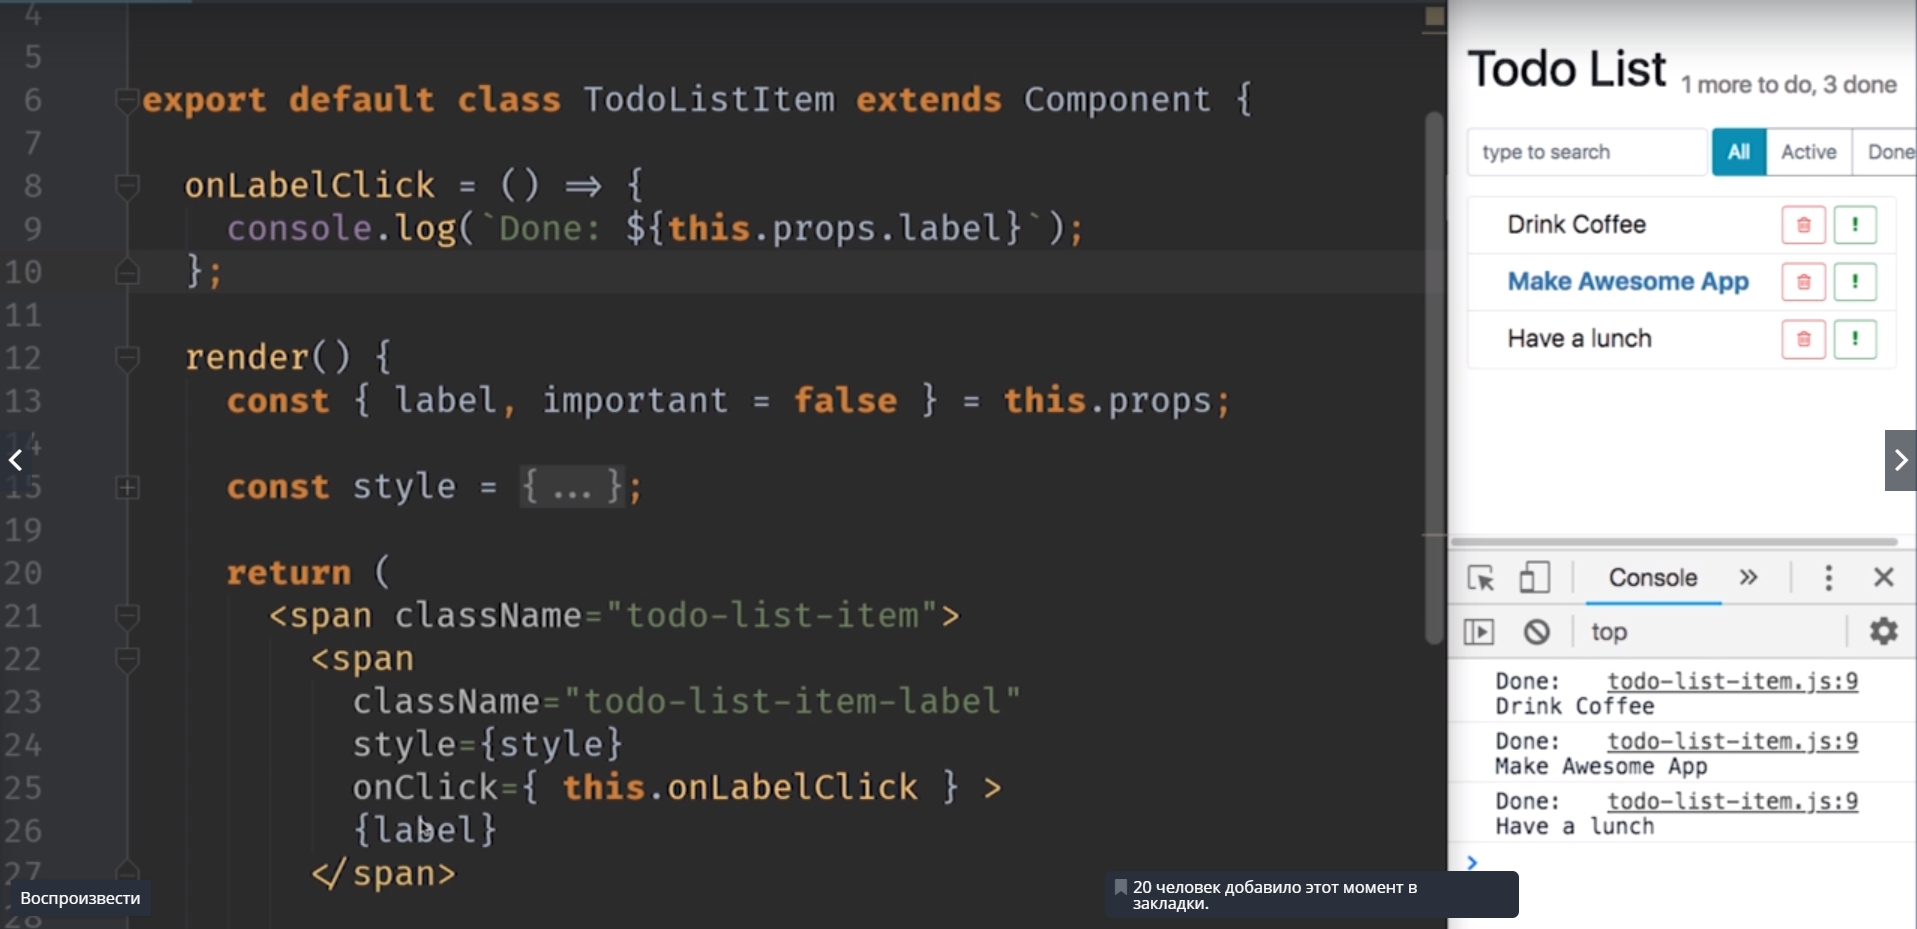 4
5
6 export default class TodoListItem extends Component {
7
8 onLabelClick = () => {
9 console.log(`Done: ${this.props.label}`);
10 };
11
12 render() {
13 const { label, important = false } = this.props;
14
15 const style = {...};
19
20 return (
21 <span className="todo-list-item">
22 <span
23 className="todo-list-item-label"
24 style={style}
25 onClick={ this.onLabelClick } >
26 {label}
27 </span>
28
Воспроизвести
20 человек добавило этот момент в
закладки.
Todo List 1 more to do, 3 done
type to search All Active Done
Drink Coffee !
Make Awesome App !
Have a lunch !
Console
top
Done: todo-list-item.js:9
Drink Coffee
Done: todo-list-item.js:9
Make Awesome App
Done: todo-list-item.js:9
Have a lunch